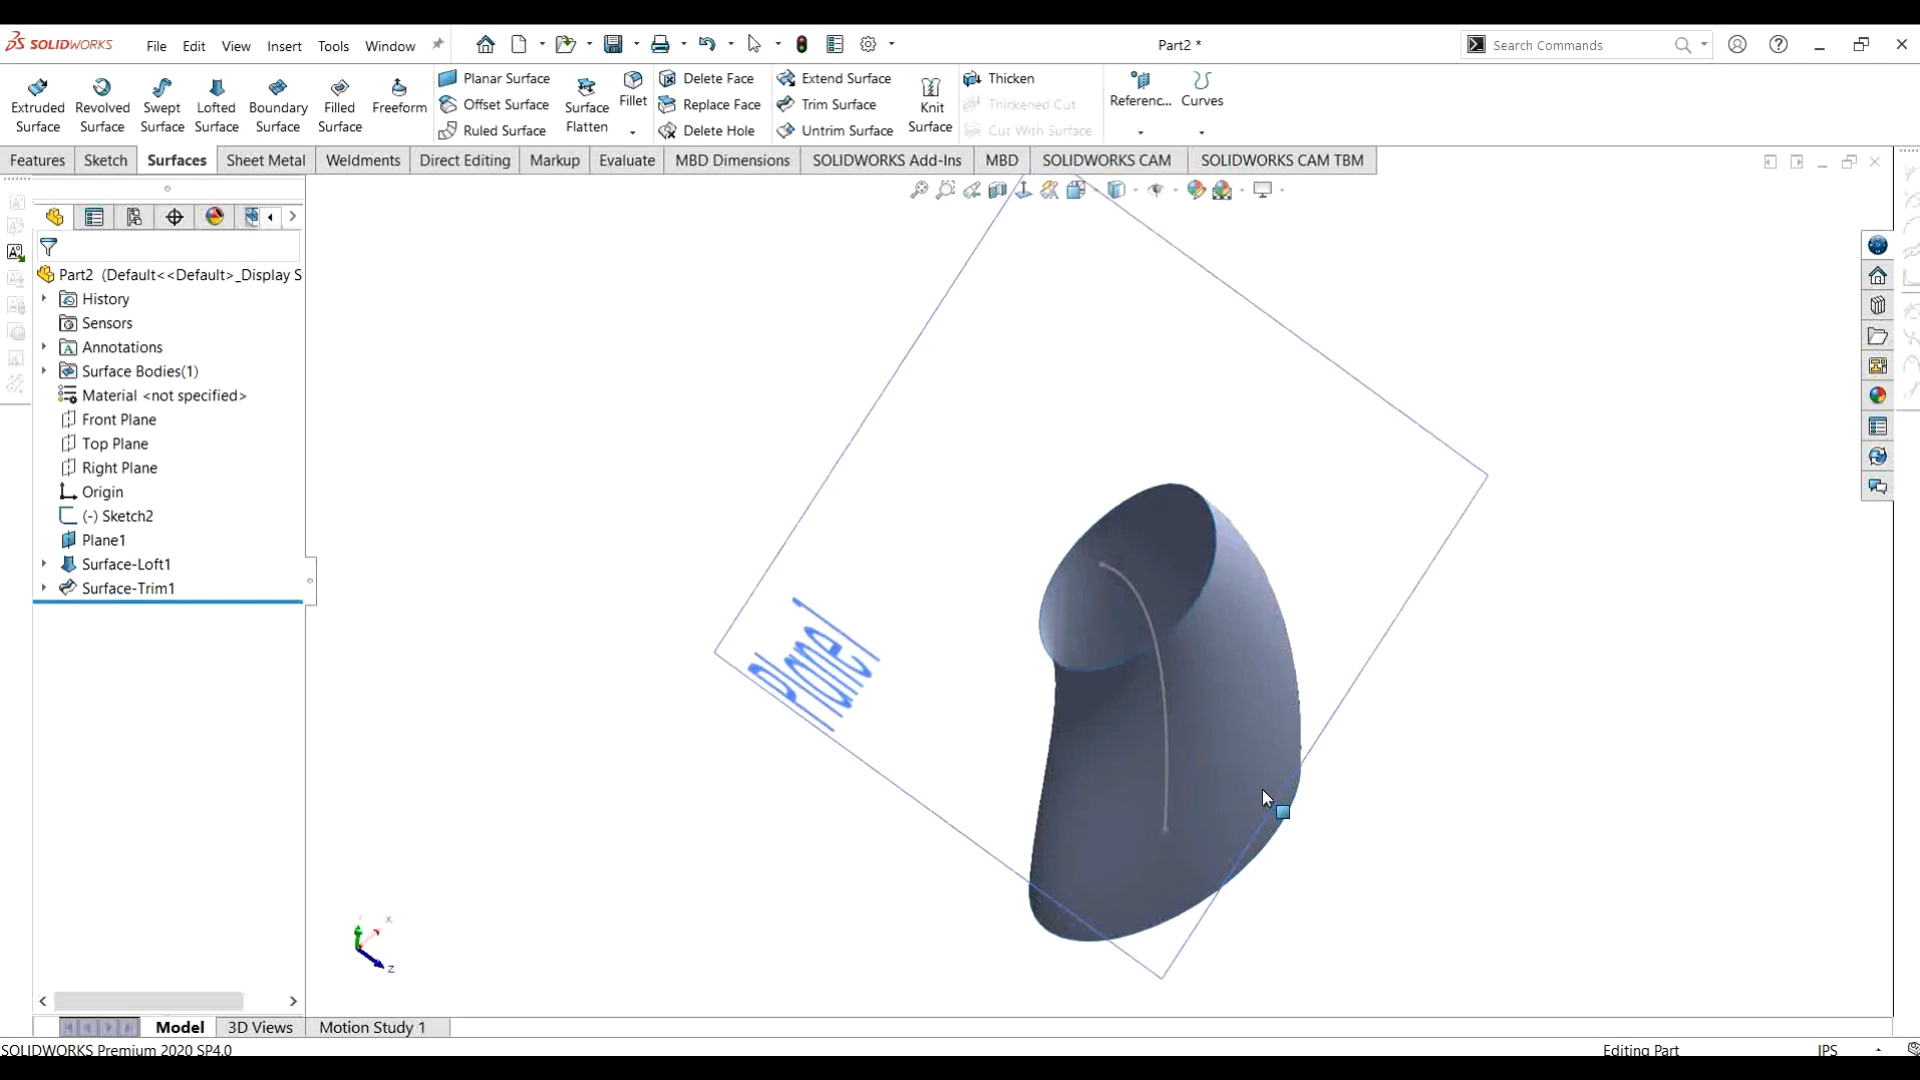 SOLIDWORKS File Edit View Insert Tools Window Part2 * Search Commands
Extruded Surface
Revolved Surface
Swept Surface
Lofted Surface
Boundary Surface
Filled Surface
Freeform
Planar Surface
Offset Surface
Ruled Surface
Surface Flatten
Fillet
Delete Face
Replace Face
Delete Hole
Extend Surface
Trim Surface
Untrim Surface
Knit Surface
Thicken
Thickened Cut
Cut With Surface
Referenc...
Curves
Features Sketch Surfaces Sheet Metal Weldments Direct Editing Markup Evaluate MBD Dimensions SOLIDWORKS Add-Ins MBD SOLIDWORKS CAM SOLIDWORKS CAM TBM
Part2 (Default<<Default>_Display S
History
Sensors
Annotations
Surface Bodies(1)
Material <not specified>
Front Plane
Top Plane
Right Plane
Origin
(-) Sketch2
Plane1
Surface-Loft1
Surface-Trim1
Plane1
Y
X
Z
Model 3D Views Motion Study 1
SOLIDWORKS Premium 2020 SP4.0 Editing Part IPS